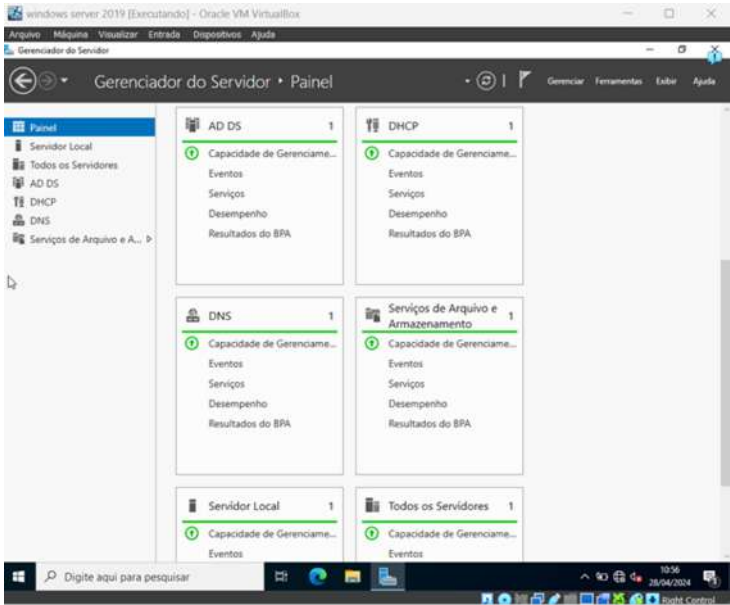 windows server 2019 [Executando] - Oracle VM VirtualBox
Arquivo Máquina Visualizar Entrada Dispositivos Ajuda
Gerenciador do Servidor
Gerenciador do Servidor ‣ Painel
Gerenciar Ferramentas Exibir Ajuda
Painel
Servidor Local
Todos os Servidores
AD DS
DHCP
DNS
Serviços de Arquivo e A...
AD DS 1
Capacidade de Gerenciame...
Eventos
Serviços
Desempenho
Resultados do BPA
DHCP 1
Capacidade de Gerenciame...
Eventos
Serviços
Desempenho
Resultados do BPA
DNS 1
Capacidade de Gerenciame...
Eventos
Serviços
Desempenho
Resultados do BPA
Serviços de Arquivo e
Armazenamento 1
Capacidade de Gerenciame...
Eventos
Serviços
Desempenho
Resultados do BPA
Servidor Local 1
Capacidade de Gerenciame...
Eventos
Todos os Servidores 1
Capacidade de Gerenciame...
Eventos
Digite aqui para pesquisar
10:56
28/04/2024
Right Control